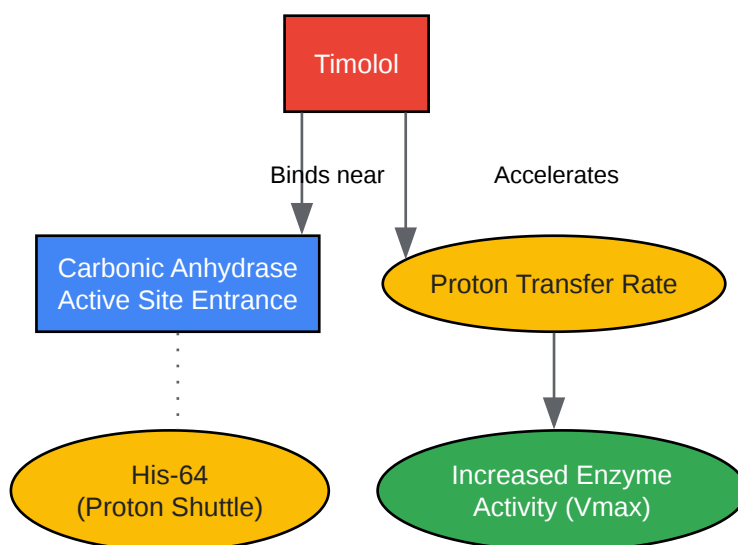 Timolol
Binds near
Accelerates
Carbonic Anhydrase
Active Site Entrance
Proton Transfer Rate
His-64
(Proton Shuttle)
Increased Enzyme
Activity (Vmax)